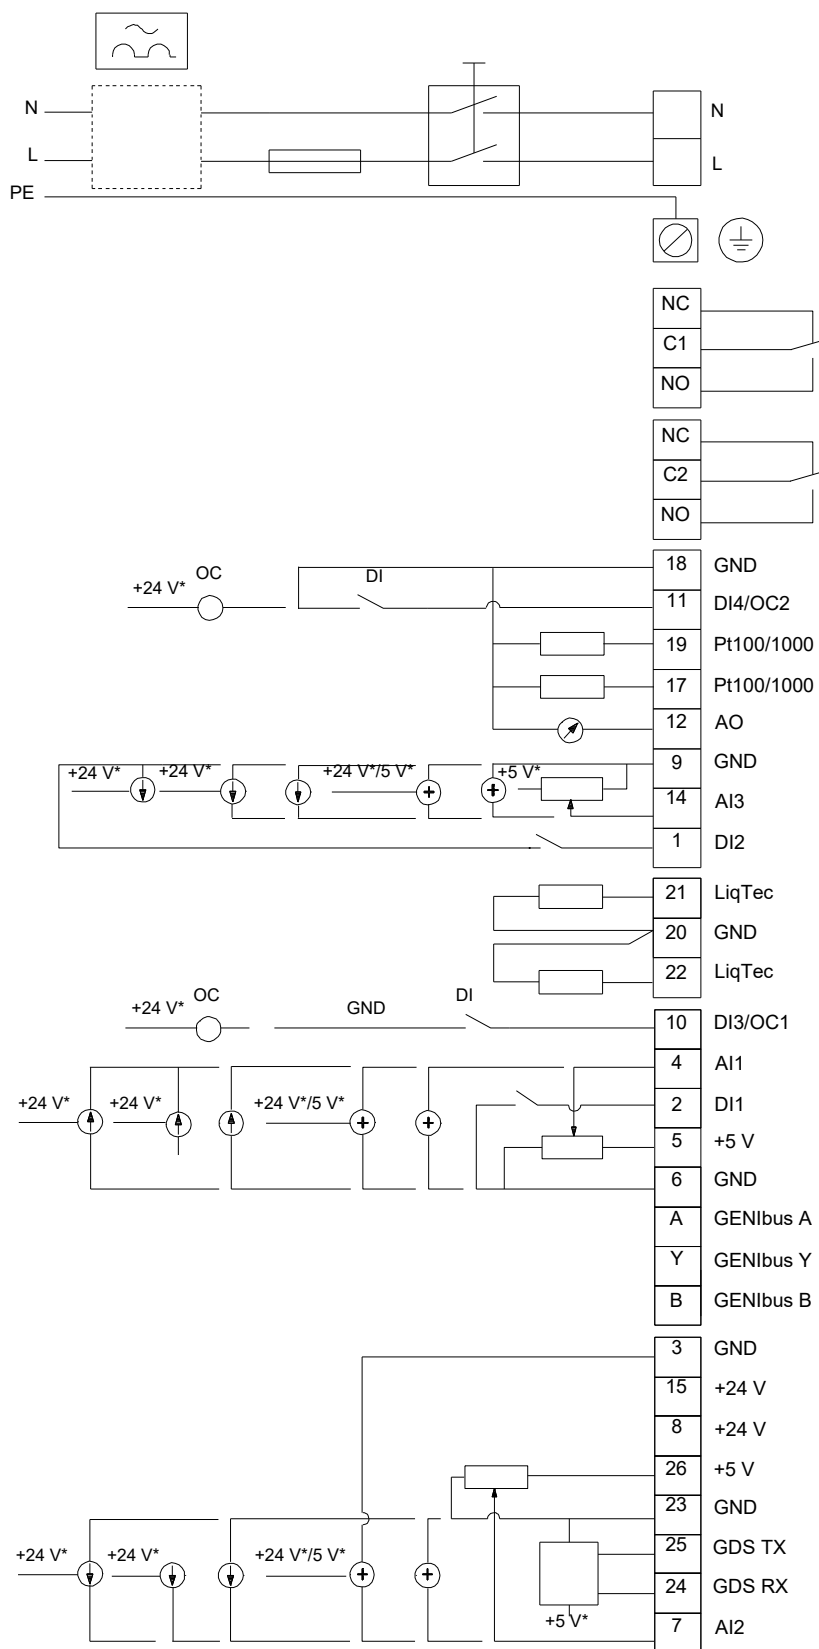 N
N
L
L
PE
NC
C1
NO
NC
C2
NO
18 GND
OC
DI
+24 V*
11 DI4/OC2
19 Pt100/1000
17 Pt100/1000
12 AO
9 GND
+24 V* +24 V* +24 V*/5 V* +5 V*
14 AI3
1 DI2
21 LiqTec
20 GND
22 LiqTec
OC
+24 V*
GND
DI
10 DI3/OC1
4 AI1
+24 V* +24 V* +24 V*/5 V*
2 DI1
5 +5 V
6 GND
A GENIbus A
Y GENIbus Y
B GENIbus B
3 GND
15 +24 V
8 +24 V
26 +5 V
23 GND
25 GDS TX
+24 V* +24 V* +24 V*/5 V*
24 GDS RX
+5 V*
7 AI2